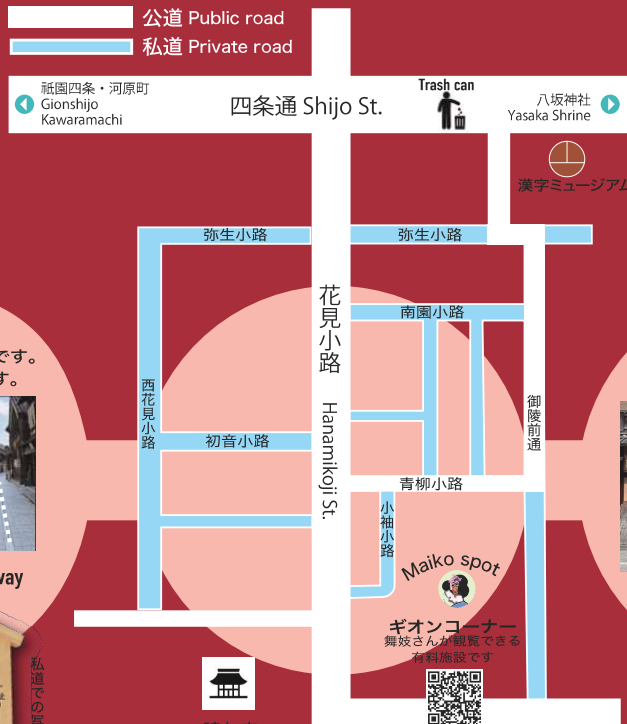 公道 Public road
私道 Private road
祇園四条・河原町
Gionshijo
Kawaramachi
四条通 Shijo St.
Trash can
八坂神社
Yasaka Shrine
漢字ミュージアム
弥生小路
弥生小路
花見小路
Hanamikoji St.
南園小路
西花見小路
初音小路
御陵前通
青柳小路
小袖小路
です。
す。
way
Maiko spot
ギオンコーナー
舞妓さんが観覧できる
有料施設です
私道での写